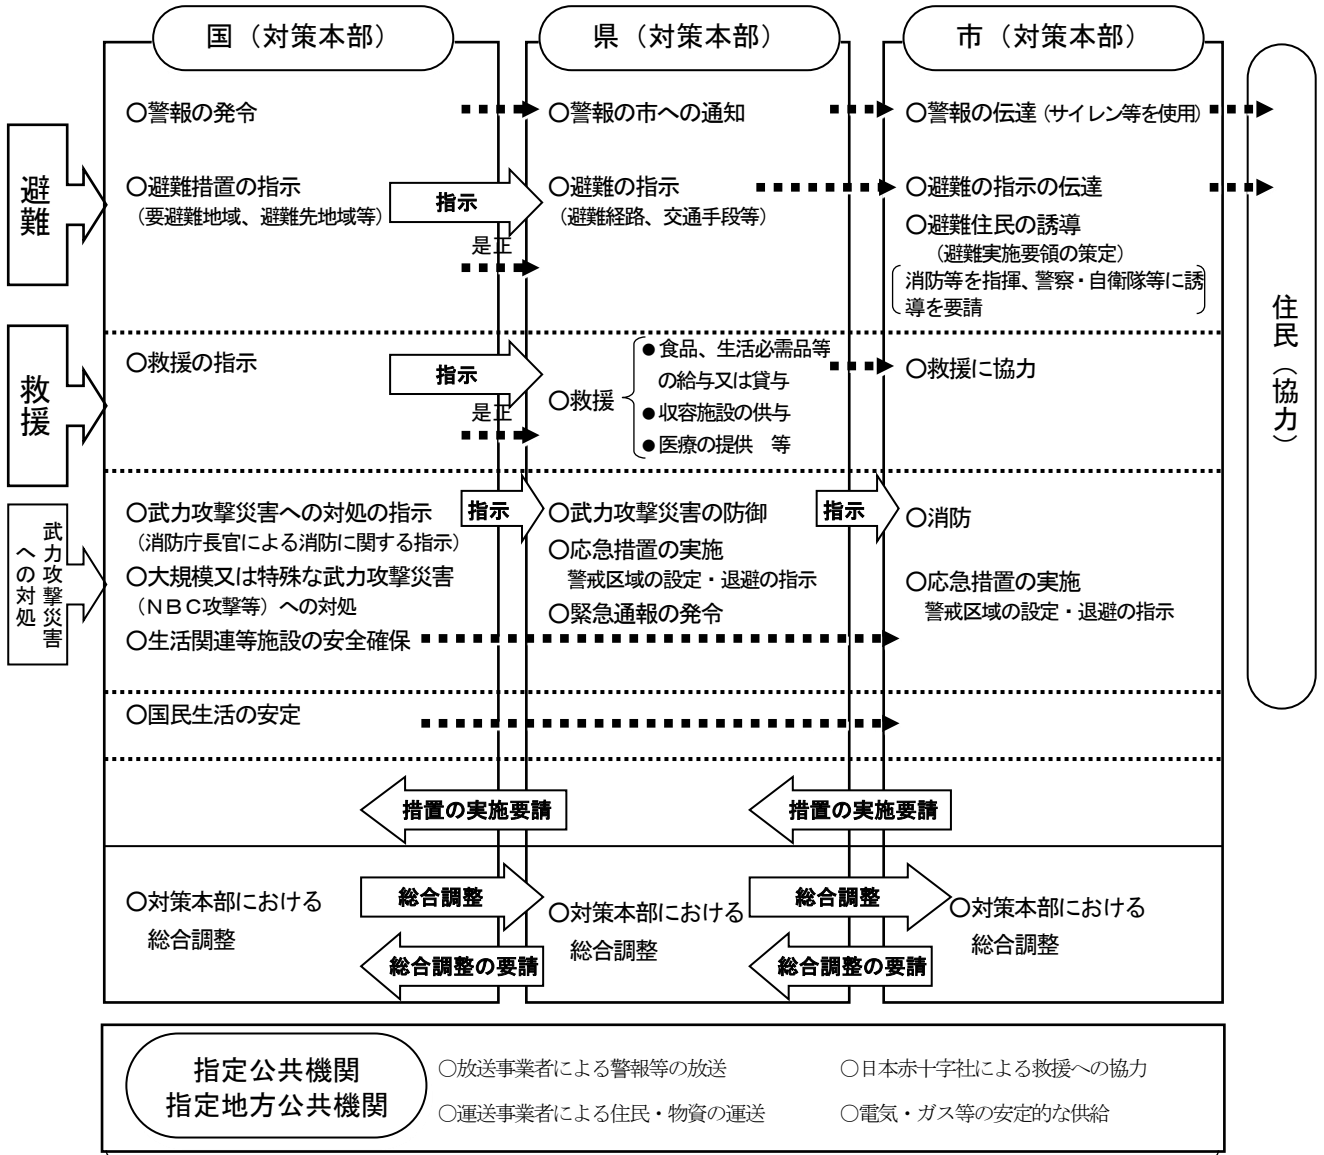 国（対策本部）
県（対策本部）
市（対策本部）
○警報の発令
○警報の市への通知
○警報の伝達（サイレン等を使用）
避難
○避難措置の指示
（要避難地域、避難先地域等）
指示
是正
○避難の指示
（避難経路、交通手段等）
○避難の指示の伝達
○避難住民の誘導
（避難実施要領の策定）
消防等を指揮、警察・自衛隊等に誘
導を要請
住民（協力）
救援
○救援の指示
指示
是正
○救援
●食品、生活必需品等
の給与又は貸与
●収容施設の供与
●医療の提供　等
○救援に協力
武力攻撃災害
への対処
○武力攻撃災害への対処の指示
（消防庁長官による消防に関する指示）
○大規模又は特殊な武力攻撃災害
（ＮＢＣ攻撃等）への対処
○生活関連等施設の安全確保
指示
○武力攻撃災害の防御
○応急措置の実施
警戒区域の設定・退避の指示
○緊急通報の発令
指示
○消防
○応急措置の実施
警戒区域の設定・退避の指示
○国民生活の安定
措置の実施要請
措置の実施要請
○対策本部における
総合調整
総合調整
総合調整の要請
○対策本部における
総合調整
総合調整
総合調整の要請
○対策本部における
総合調整
指定公共機関
指定地方公共機関
○放送事業者による警報等の放送
○日本赤十字社による救援への協力
○運送事業者による住民・物資の運送
○電気・ガス等の安定的な供給